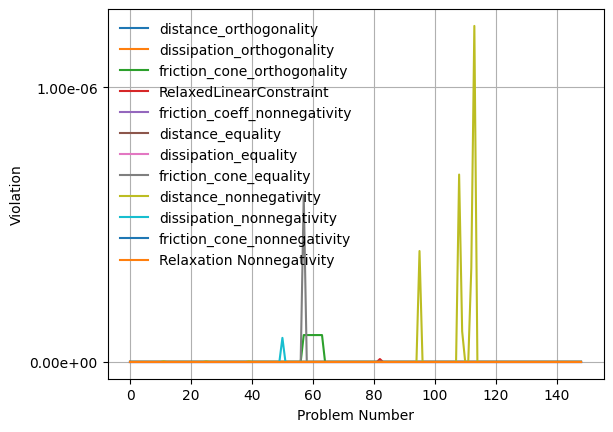 distance_orthogonality
dissipation_orthogonality
friction_cone_orthogonality
RelaxedLinearConstraint
friction_coeff_nonnegativity
distance_equality
dissipation_equality
friction_cone_equality
distance_nonnegativity
dissipation_nonnegativity
friction_cone_nonnegativity
Relaxation Nonnegativity
1.00e-06
0.00e+00
Violation
0 20 40 60 80 100 120 140
Problem Number